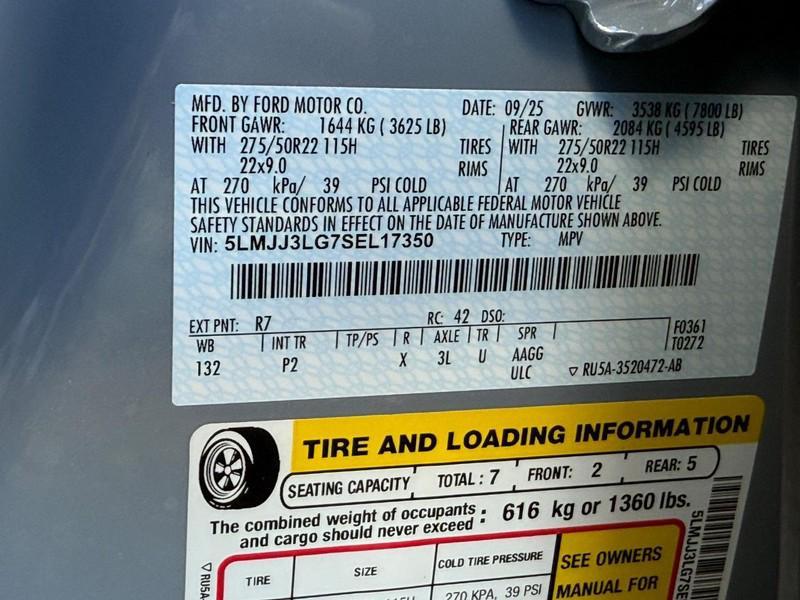 MFD. BY FORD MOTOR CO. DATE: 09/25 GVWR: 3538 KG ( 7800 LB)
FRONT GAWR: 1644 KG ( 3625 LB) REAR GAWR: 2084 KG ( 4595 LB)
WITH 275/50R22 115H TIRES WITH 275/50R22 115H TIRES
22x9.0 RIMS 22x9.0 RIMS
AT 270 kPa/ 39 PSI COLD AT 270 kPa/ 39 PSI COLD
THIS VEHICLE CONFORMS TO ALL APPLICABLE FEDERAL MOTOR VEHICLE
SAFETY STANDARDS IN EFFECT ON THE DATE OF MANUFACTURE SHOWN ABOVE.
VIN: 5LMJJ3LG7SEL17350 TYPE: MPV
EXT PNT: R7 RC: 42 DSO:
WB INT TR TP/PS R AXLE TR SPR F0361
132 P2 X 3L U AAGG T0272
ULC RU5A-3520472-AB
TIRE AND LOADING INFORMATION
SEATING CAPACITY TOTAL : 7 FRONT: 2 REAR: 5
The combined weight of occupants
and cargo should never exceed : 616 kg or 1360 lbs.
TIRE SIZE COLD TIRE PRESSURE SEE OWNERS
270 KPA, 39 PSI MANUAL FOR
5LMJJ3LG7SE
RU5A-